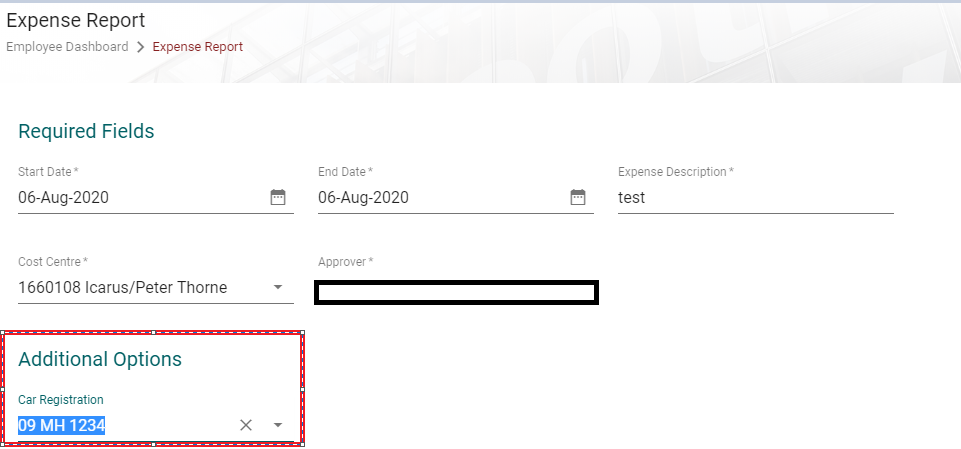 Expense Report
Employee Dashboard > Expense Report
Required Fields
Start Date * End Date * Expense Description *
06-Aug-2020 06-Aug-2020 test
Cost Centre * Approver *
1660108 Icarus/Peter Thorne
Additional Options
Car Registration
09 MH 1234